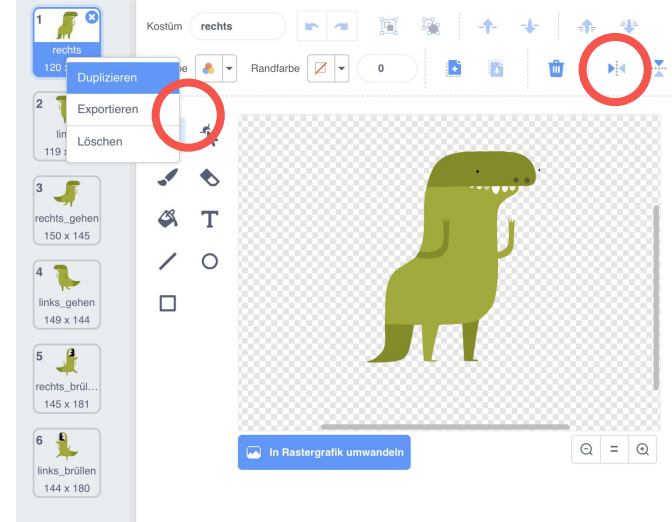 1
rechts
120
Duplizieren
Exportieren
Löschen
2
119
3
rechts_gehen
150 x 145
4
links_gehen
149 x 144
5
rechts_brül...
145 x 181
6
links_brüllen
144 x 180
Kostüm rechts
Randfarbe 0
T
In Rastergrafik umwandeln
=